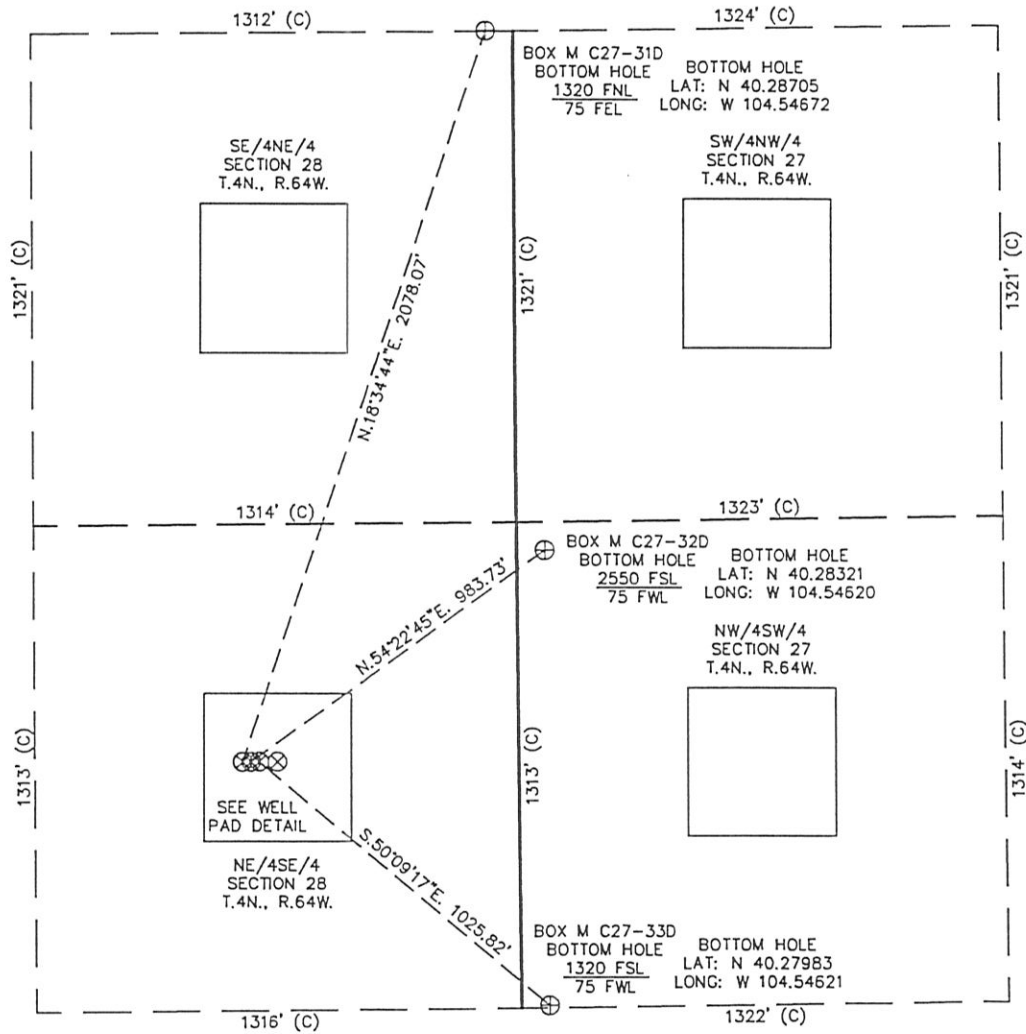 1312' (C)
1324' (C)
BOX M C27-31D
BOTTOM HOLE
1320 FNL
75 FEL
BOTTOM HOLE
LAT: N 40.28705
LONG: W 104.54672
SE/4NE/4
SECTION 28
T.4N., R.64W.
SW/4NW/4
SECTION 27
T.4N., R.64W.
1321' (C)
N.18°34'44"E. 2078.07'
1321' (C)
1321' (C)
1314' (C)
1323' (C)
BOX M C27-32D
BOTTOM HOLE
2550 FSL
75 FWL
BOTTOM HOLE
LAT: N 40.28321
LONG: W 104.54620
N.54°22'45"E. 983.73'
NW/4SW/4
SECTION 27
T.4N., R.64W.
1313' (C)
1313' (C)
1314' (C)
SEE WELL
PAD DETAIL
NE/4SE/4
SECTION 28
T.4N., R.64W.
S.50°09'17"E. 1025.82'
BOX M C27-33D
BOTTOM HOLE
1320 FSL
75 FWL
BOTTOM HOLE
LAT: N 40.27983
LONG: W 104.54621
1316' (C)
1322' (C)